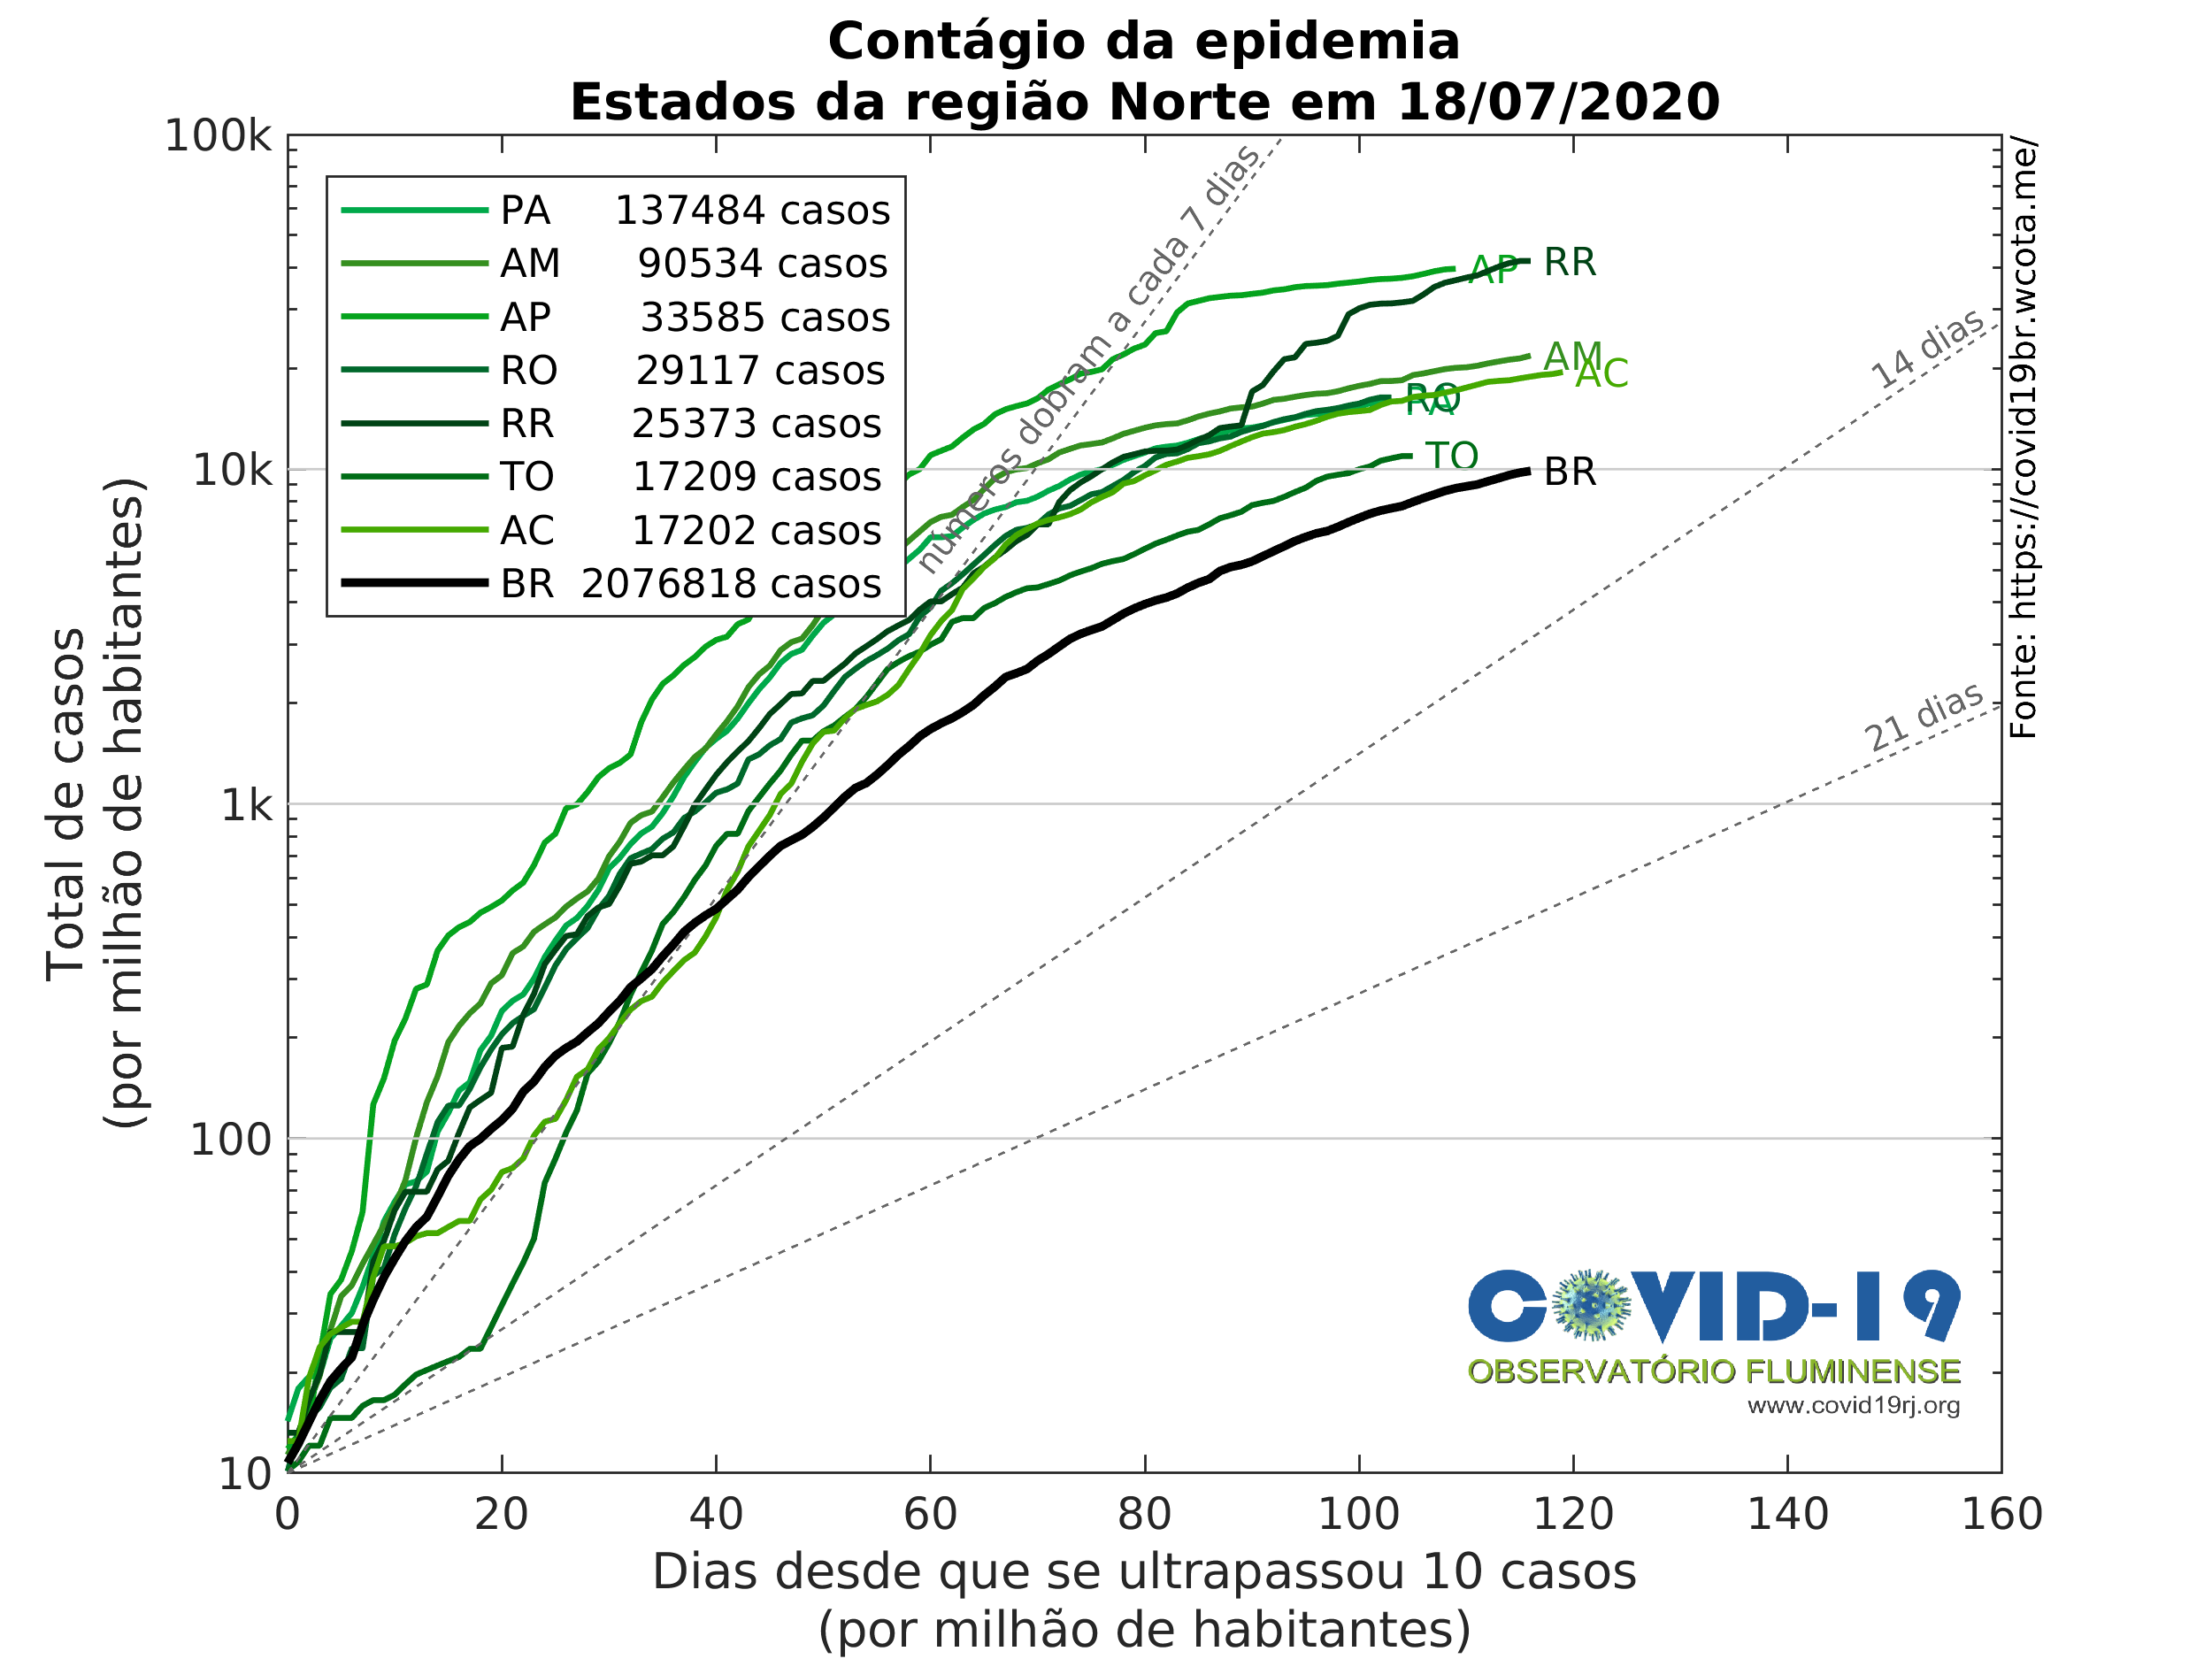 Contágio da epidemia
Estados da região Norte em 18/07/2020
100k
10k
1k
100
10
Total de casos
(por milhão de habitantes)
PA 137484 casos
AM 90534 casos
AP 33585 casos
RO 29117 casos
RR 25373 casos
TO 17209 casos
AC 17202 casos
BR 2076818 casos
números dobram a cada 7 dias
14 dias
21 dias
AP
RR
AM
AC
RO
PA
TO
BR
Fonte: https://covid19br.wcota.me/
COVID-19
OBSERVATÓRIO FLUMINENSE
www.covid19rj.org
0 20 40 60 80 100 120 140 160
Dias desde que se ultrapassou 10 casos
(por milhão de habitantes)